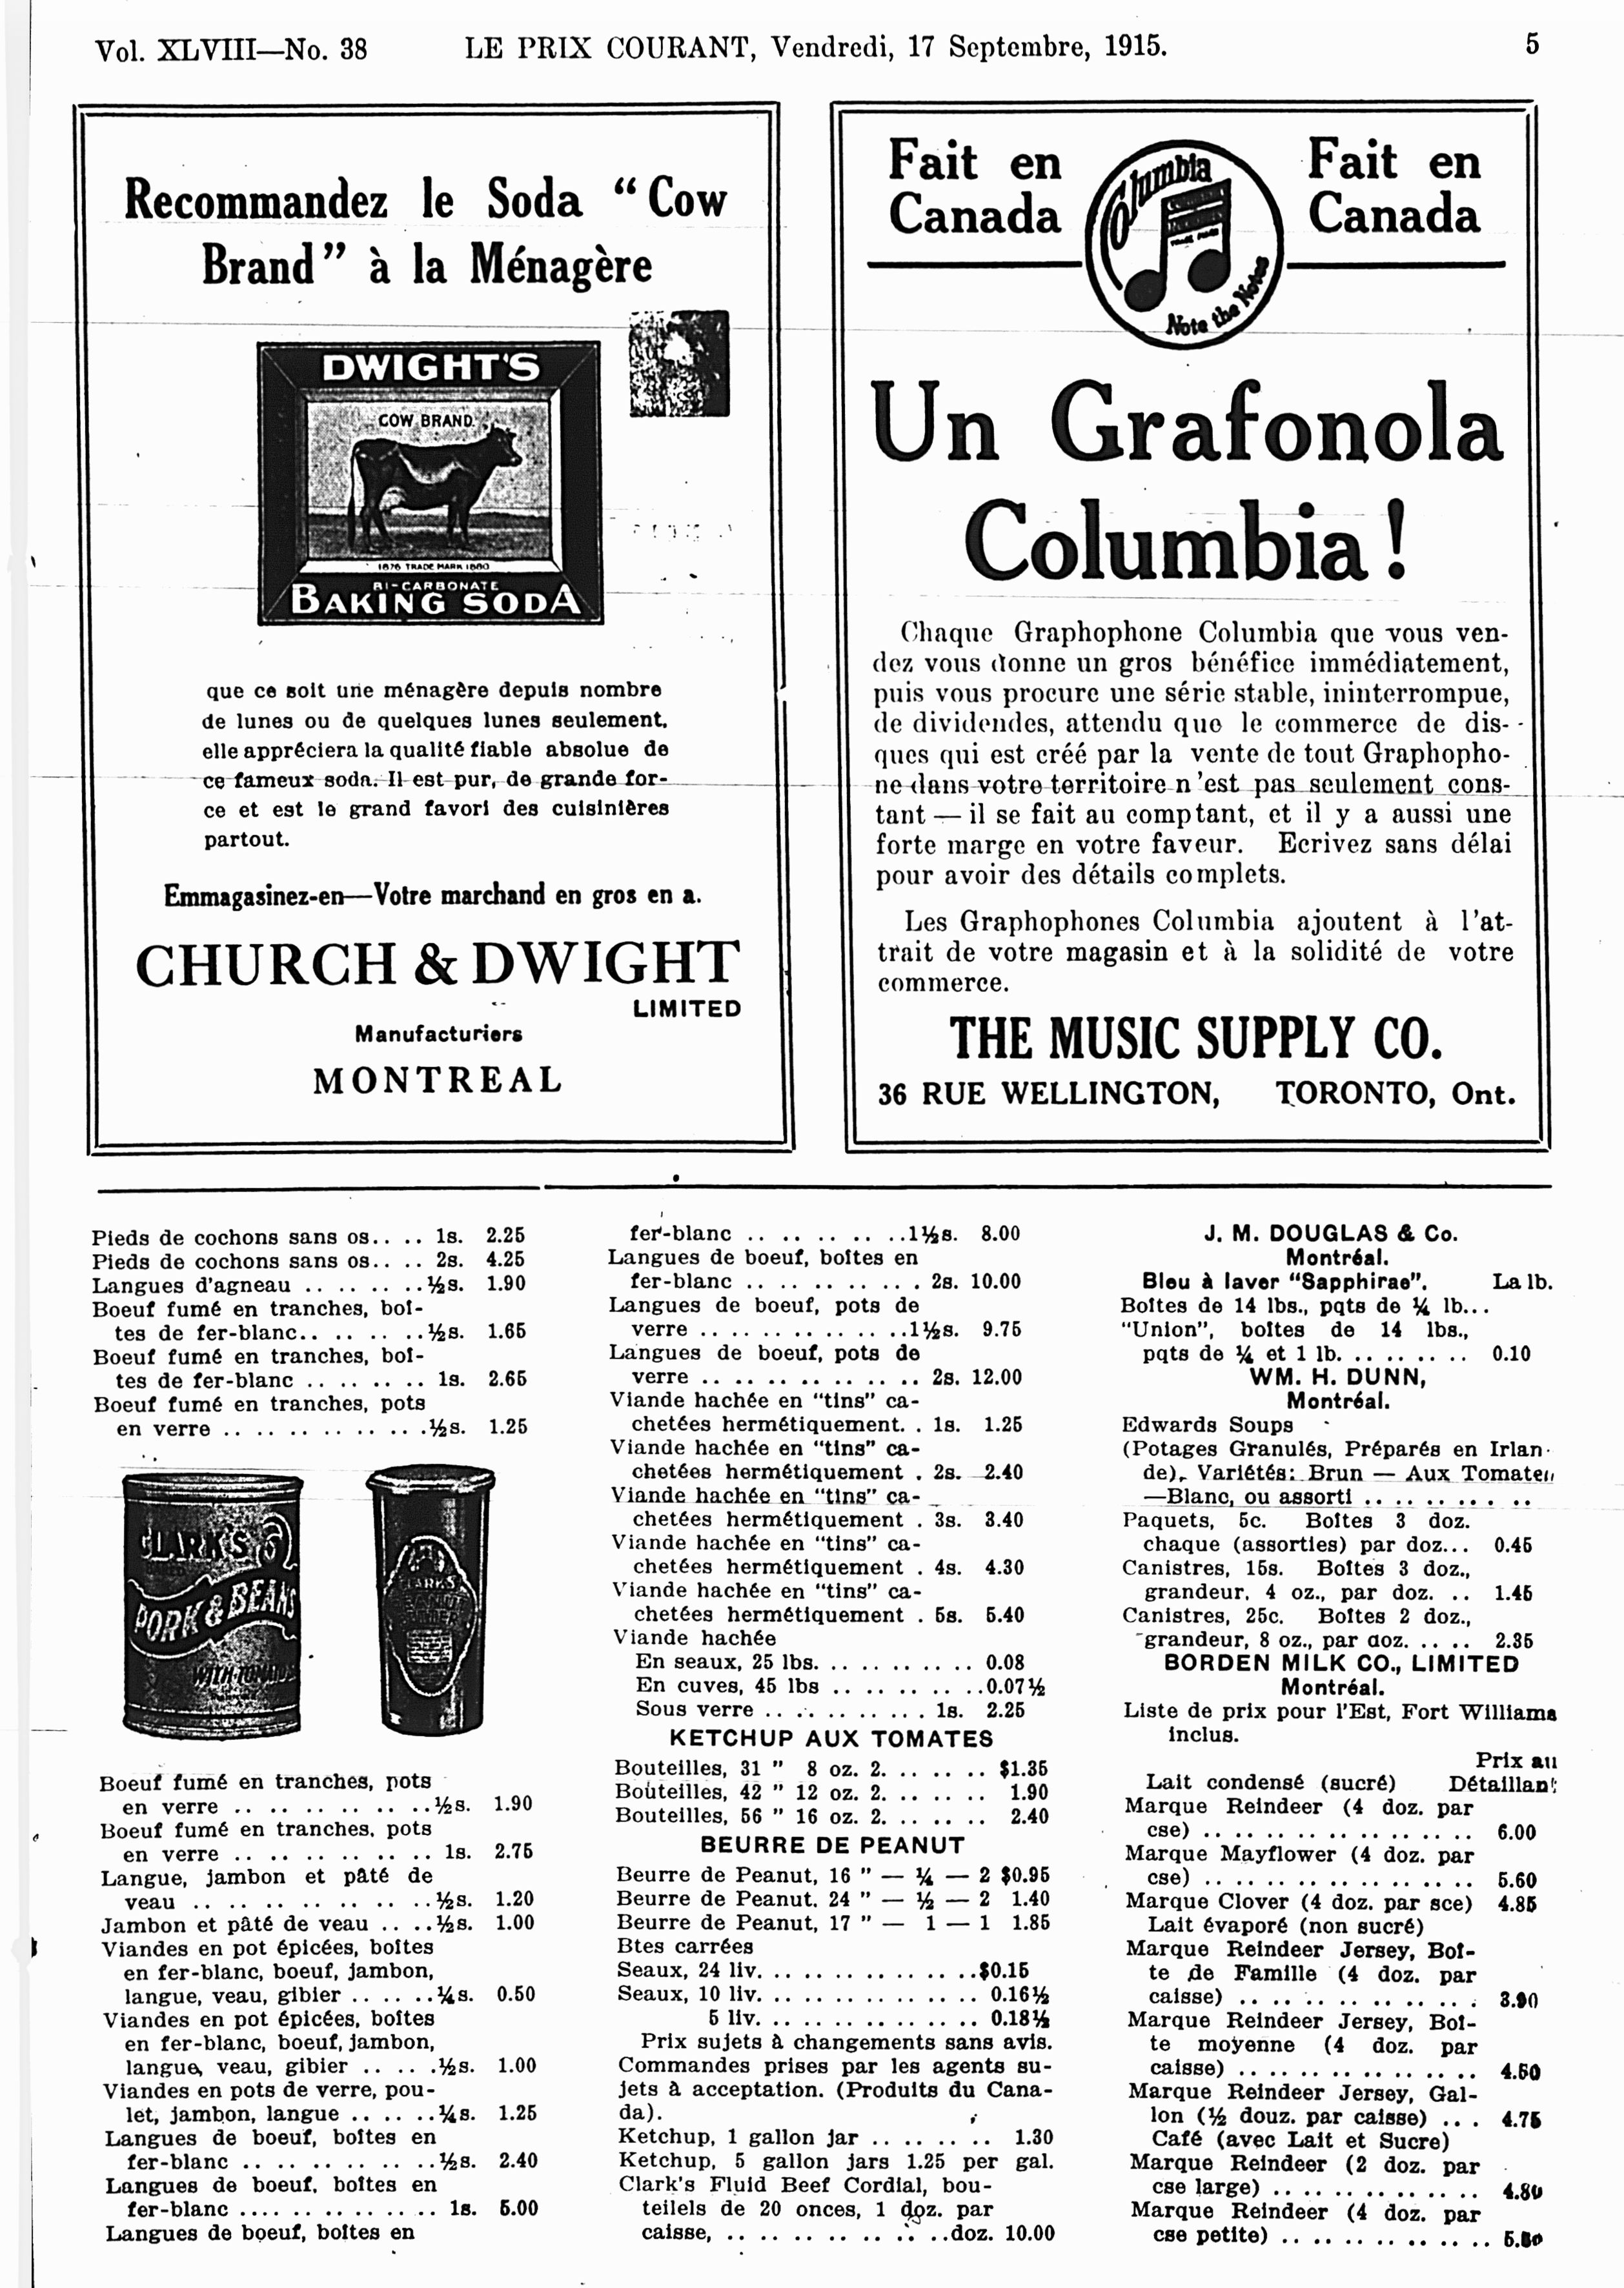 Vol. XLVIII—No. 38 LE PRIX COURANT, Vendredi, 17 Septembre, 1915. 5
Recommandez le Soda "Cow
Brand" à la Ménagère
DWIGHT'S
COW BRAND.
1876 TRADE MARK 1880
BI-CARBONATE
BAKING SODA
que ce soit une ménagère depuis nombre
de lunes ou de quelques lunes seulement,
elle appréciera la qualité fiable absolue de
ce fameux soda. Il est pur, de grande for-
ce et est le grand favori des cuisinières
partout.
Emmagasinez-en—Votre marchand en gros en a.
CHURCH & DWIGHT
LIMITED
Manufacturiers
MONTREAL
Fait en
Canada
Columbia
TRADE MARK
Note the Notes
Fait en
Canada
Un Grafonola
Columbia!
Chaque Graphophone Columbia que vous ven-
dez vous donne un gros bénéfice immédiatement,
puis vous procure une série stable, ininterrompue,
de dividendes, attendu que le commerce de dis-
ques qui est créé par la vente de tout Graphopho-
ne dans votre territoire n'est pas seulement cons-
tant — il se fait au comptant, et il y a aussi une
forte marge en votre faveur. Ecrivez sans délai
pour avoir des détails complets.
Les Graphophones Columbia ajoutent à l'at-
trait de votre magasin et à la solidité de votre
commerce.
THE MUSIC SUPPLY CO.
36 RUE WELLINGTON, TORONTO, Ont.
Pieds de cochons sans os.. .. 1s. 2.25
Pieds de cochons sans os.. .. 2s. 4.25
Langues d'agneau .. .. .. ..½s. 1.90
Boeuf fumé en tranches, boî-
tes de fer-blanc.. .. .. ..½s. 1.65
Boeuf fumé en tranches, boî-
tes de fer-blanc .. .. .. .. 1s. 2.65
Boeuf fumé en tranches, pots
en verre .. .. .. .. .. .. .½s. 1.25
CLARK'S
PORK & BEANS
WITH TOMATO
CLARK'S
PEANUT
BUTTER
Boeuf fumé en tranches, pots
en verre .. .. .. .. .. ..½s. 1.90
Boeuf fumé en tranches, pots
en verre .. .. .. .. .. .. 1s. 2.75
Langue, jambon et pâté de
veau .. .. .. .. .. .. ..½s. 1.20
Jambon et pâté de veau .. ..½s. 1.00
Viandes en pot épicées, boîtes
en fer-blanc, boeuf, jambon,
langue, veau, gibier .. .. ..¼s. 0.50
Viandes en pot épicées, boîtes
en fer-blanc, boeuf, jambon,
langue, veau, gibier .. .. .½s. 1.00
Viandes en pots de verre, pou-
let, jambon, langue .. .. ..¼s. 1.25
Langues de boeuf, boîtes en
fer-blanc .. .. .. .. .. ..½s. 2.40
Langues de boeuf, boîtes en
fer-blanc .. .. .. .. .. .. 1s. 5.00
Langues de boeuf, boîtes en
fer-blanc .. .. .. .. ..1½s. 8.00
Langues de boeuf, boîtes en
fer-blanc .. .. .. .. .. . 2s. 10.00
Langues de boeuf, pots de
verre .. .. .. .. .. .. ..1½s. 9.75
Langues de boeuf, pots de
verre .. .. .. .. .. .. .. 2s. 12.00
Viande hachée en "tins" ca-
chetées hermétiquement. . 1s. 1.25
Viande hachée en "tins" ca-
chetées hermétiquement . 2s. 2.40
Viande hachée en "tins" ca-
chetées hermétiquement . 3s. 3.40
Viande hachée en "tins" ca-
chetées hermétiquement . 4s. 4.30
Viande hachée en "tins" ca-
chetées hermétiquement . 5s. 5.40
Viande hachée
En seaux, 25 lbs. .. .. .. .. .. 0.08
En cuves, 45 lbs .. .. .. .. ..0.07½
Sous verre .. .. .. .. .. . 1s. 2.25
KETCHUP AUX TOMATES
Bouteilles, 31 " 8 oz. 2. .. .. .. $1.35
Bouteilles, 42 " 12 oz. 2. .. .. .. 1.90
Bouteilles, 56 " 16 oz. 2. .. .. .. 2.40
BEURRE DE PEANUT
Beurre de Peanut, 16 " — ¼ — 2 $0.95
Beurre de Peanut. 24 " — ½ — 2 1.40
Beurre de Peanut, 17 " — 1 — 1 1.85
Btes carrées
Seaux, 24 liv. .. .. .. .. .. .. ..$0.15
Seaux, 10 liv. .. .. .. .. .. .. .. 0.16½
5 liv. .. .. .. .. .. .. .. 0.18½
Prix sujets à changements sans avis.
Commandes prises par les agents su-
jets à acceptation. (Produits du Cana-
da).
Ketchup, 1 gallon jar .. .. .. .. 1.30
Ketchup, 5 gallon jars 1.25 per gal.
Clark's Fluid Beef Cordial, bou-
teilels de 20 onces, 1 doz. par
caisse, .. .. .. .. .. .. ..doz. 10.00
J. M. DOUGLAS & Co.
Montréal.
Bleu à laver "Sapphirae". La lb.
Boîtes de 14 lbs., pqts de ¼ lb...
"Union", boîtes de 14 lbs.,
pqts de ¼ et 1 lb. .. .. .. .. 0.10
WM. H. DUNN,
Montréal.
Edwards Soups
(Potages Granulés, Préparés en Irlan-
de), Variétés: Brun — Aux Tomates
—Blanc, ou assorti .. .. .. .. ..
Paquets, 5c. Boîtes 3 doz.
chaque (assorties) par doz... 0.45
Canistres, 15s. Boîtes 3 doz.,
grandeur, 4 oz., par doz. .. .. 1.45
Canistres, 25c. Boîtes 2 doz.,
grandeur, 8 oz., par doz. .. .. 2.35
BORDEN MILK CO., LIMITED
Montréal.
Liste de prix pour l'Est, Fort Williams
inclus.
Prix au
Lait condensé (sucré) Détaillant
Marque Reindeer (4 doz. par
cse) .. .. .. .. .. .. .. .. .. 6.00
Marque Mayflower (4 doz. par
cse) .. .. .. .. .. .. .. .. .. 5.60
Marque Clover (4 doz. par sce) 4.85
Lait évaporé (non sucré)
Marque Reindeer Jersey, Boî-
te de Famille (4 doz. par
caisse) .. .. .. .. .. .. .. . 3.90
Marque Reindeer Jersey, Boî-
te moyenne (4 doz. par
caisse) .. .. .. .. .. .. .. .. 4.50
Marque Reindeer Jersey, Gal-
lon (½ douz. par caisse) ... 4.75
Café (avec Lait et Sucre)
Marque Reindeer (2 doz. par
cse large) .. .. .. .. .. .. .. 4.80
Marque Reindeer (4 doz. par
cse petite) .. .. .. .. .. .. ..